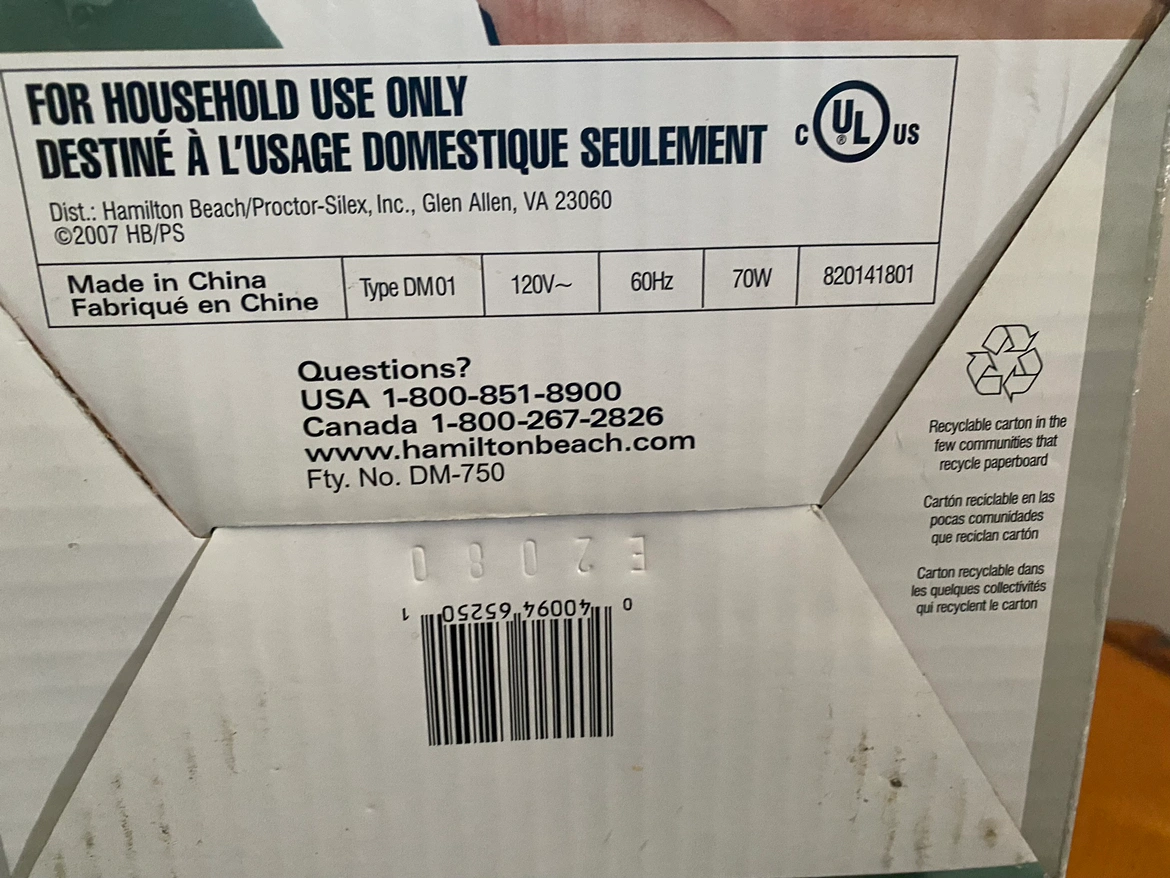 FOR HOUSEHOLD USE ONLY
DESTINÉ À L'USAGE DOMESTIQUE SEULEMENT
C UL® US
Dist.: Hamilton Beach/Proctor-Silex, Inc., Glen Allen, VA 23060
©2007 HB/PS
Made in China
Fabriqué en Chine
Type DM01
120V~
60Hz
70W
820141801
Questions?
USA 1-800-851-8900
Canada 1-800-267-2826
www.hamiltonbeach.com
Fty. No. DM-750
Recyclable carton in the
few communities that
recycle paperboard
Cartón reciclable en las
pocas comunidades
que reciclan cartón
Carton recyclable dans
les quelques collectivités
qui recyclent le carton
E2080
0 40094 65250 1